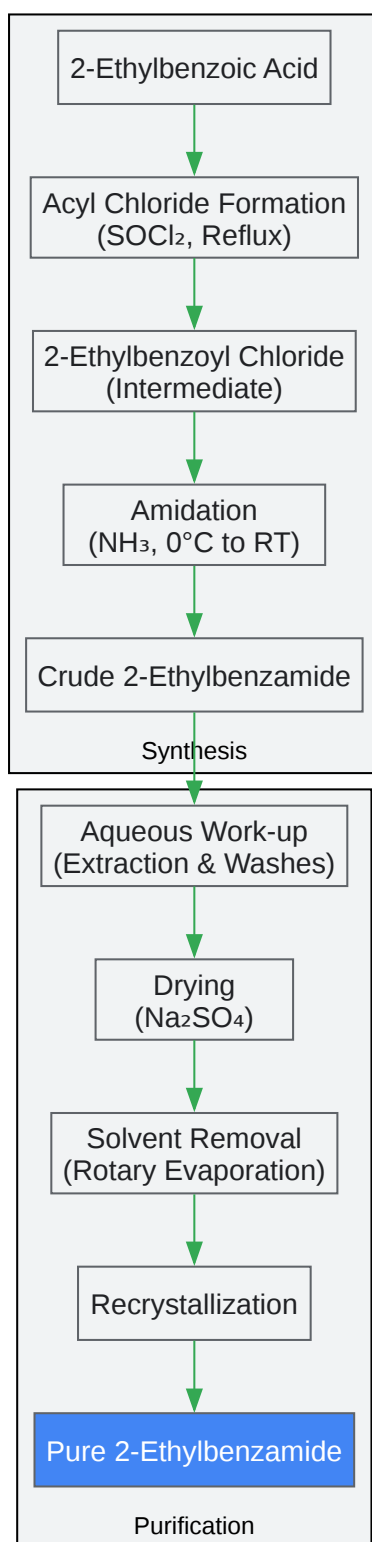 2-Ethylbenzoic Acid
Acyl Chloride Formation
(SOCl₂, Reflux)
2-Ethylbenzoyl Chloride
(Intermediate)
Amidation
(NH₃, 0°C to RT)
Crude 2-Ethylbenzamide
Synthesis
Aqueous Work-up
(Extraction & Washes)
Drying
(Na₂SO₄)
Solvent Removal
(Rotary Evaporation)
Recrystallization
Pure 2-Ethylbenzamide
Purification